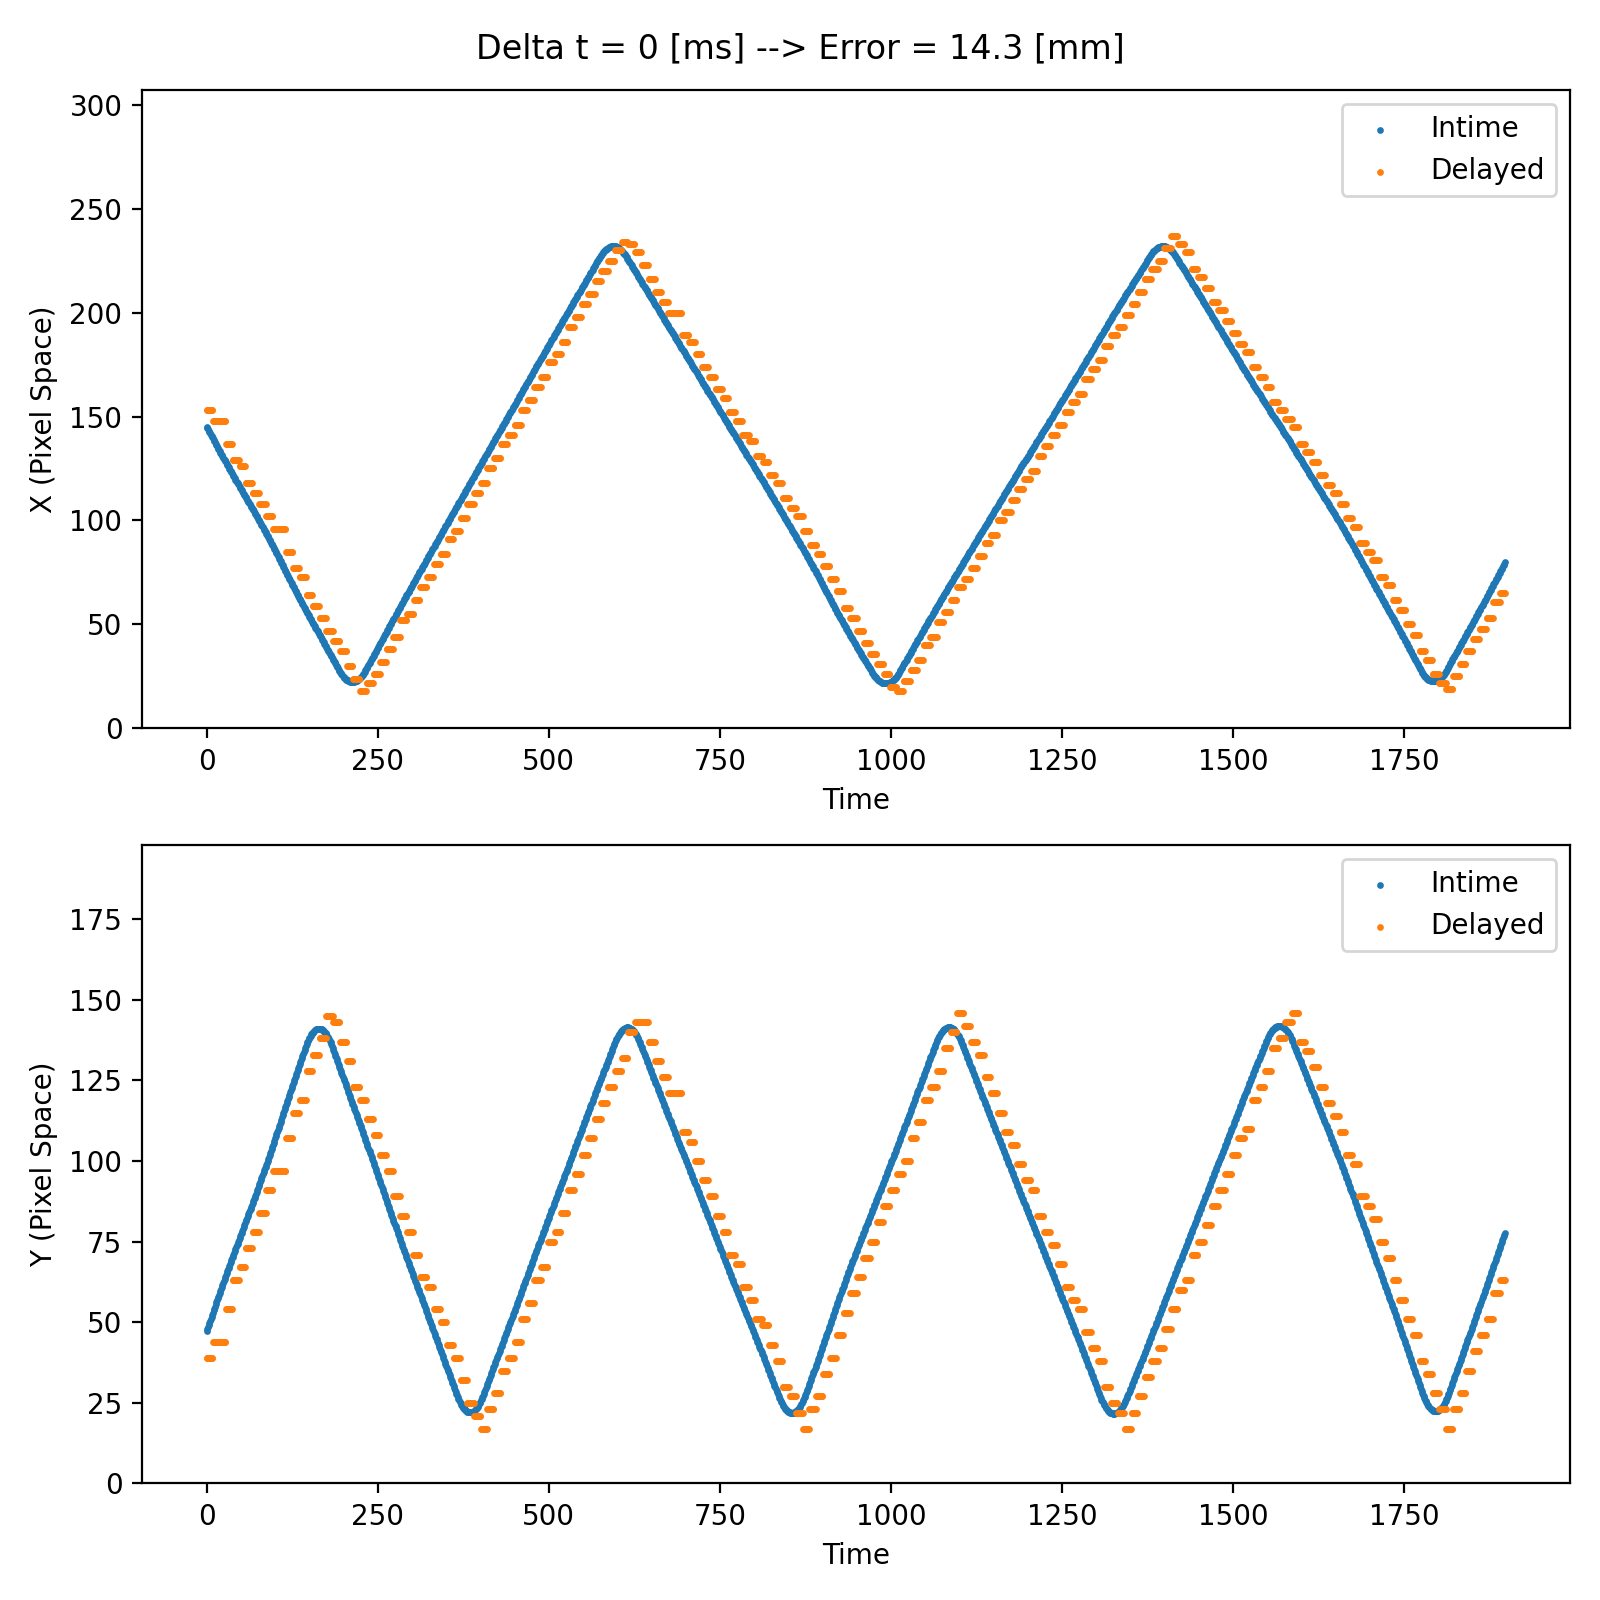 Delta t = 0 [ms] --> Error = 14.3 [mm]
300
250
200
150
100
50
0
X (Pixel Space)
Intime
Delayed
0 250 500 750 1000 1250 1500 1750
Time
175
150
125
100
75
50
25
0
Y (Pixel Space)
Intime
Delayed
0 250 500 750 1000 1250 1500 1750
Time